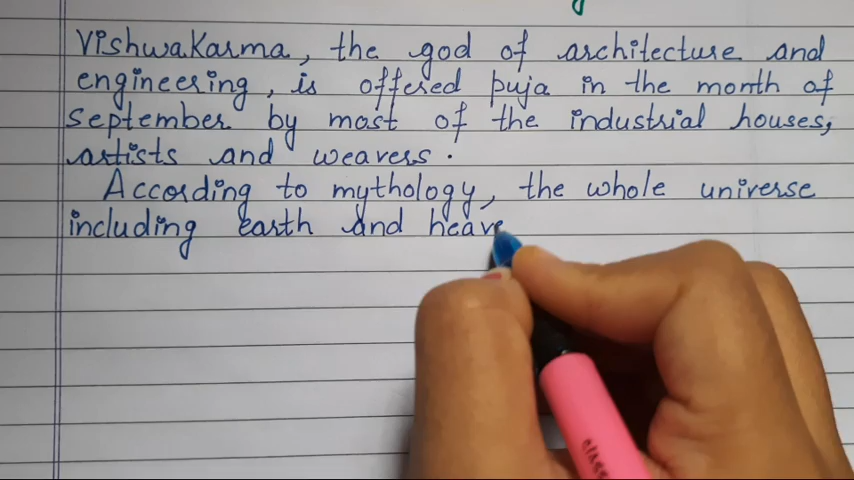 Vishwakarma, the god of architecture and
engineering, is offered puja in the month of
september by most of the industrial houses,
artists and weavers.
According to mythology, the whole universe
including earth and heave
class